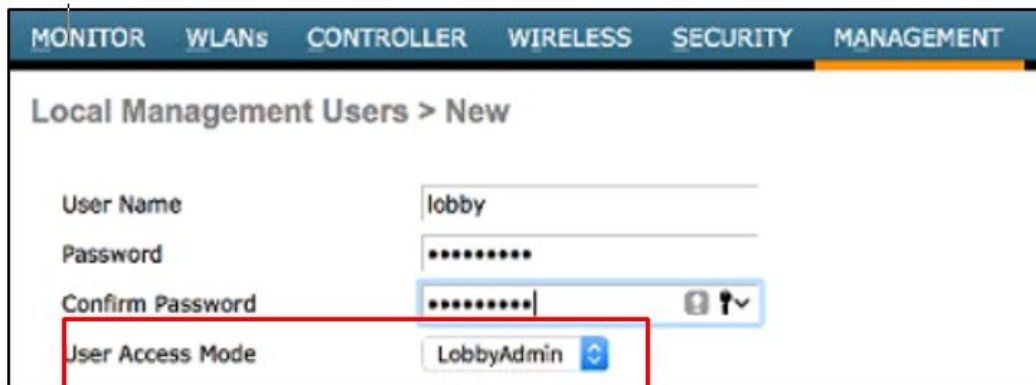 MONITOR WLANs CONTROLLER WIRELESS SECURITY MANAGEMENT
Local Management Users > New
User Name lobby
Password •••••••••
Confirm Password •••••••••
User Access Mode LobbyAdmin